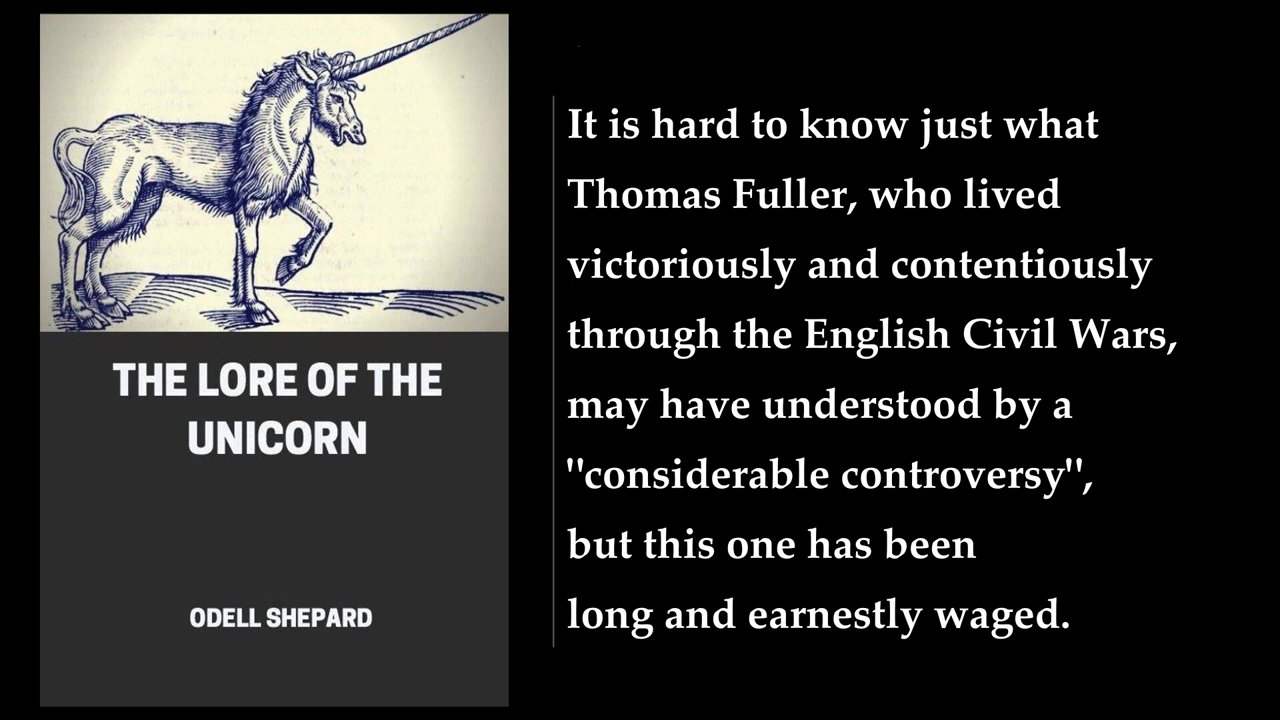 THE LORE OF THE
UNICORN
ODELL SHEPARD
It is hard to know just what
Thomas Fuller, who lived
victoriously and contentiously
through the English Civil Wars,
may have understood by a
"considerable controversy",
but this one has been
long and earnestly waged.